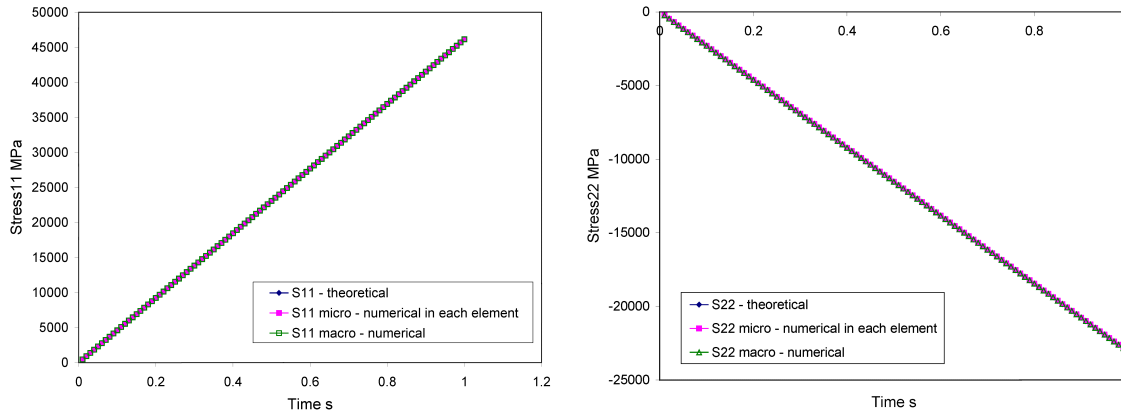 50000
45000
40000
35000
30000
25000
20000
15000
10000
5000
0
Stress11 MPa
S11 - theoretical
S11 micro - numerical in each element
S11 macro - numerical
0 0.2 0.4 0.6 0.8 1 1.2
Time s
0
0 0.2 0.4 0.6 0.8
-5000
-10000
-15000
-20000
-25000
Stress22 MPa
S22 - theoretical
S22 micro - numerical in each element
S22 macro - numerical
Time s